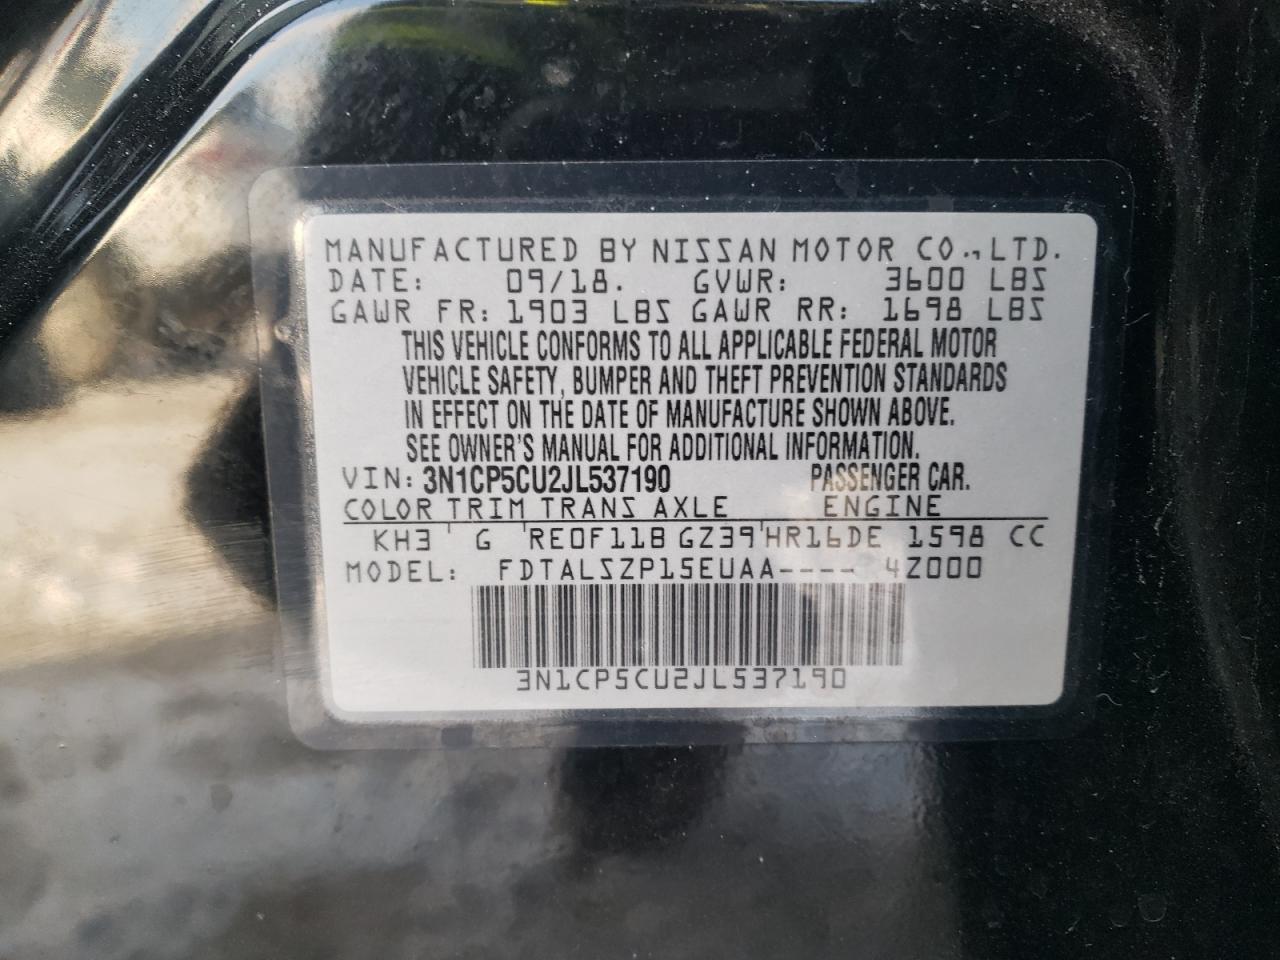 MANUFACTURED BY NISSAN MOTOR CO., LTD.
DATE: 09/18. GVWR: 3600 LBS
GAWR FR: 1903 LBS GAWR RR: 1698 LBS
THIS VEHICLE CONFORMS TO ALL APPLICABLE FEDERAL MOTOR
VEHICLE SAFETY, BUMPER AND THEFT PREVENTION STANDARDS
IN EFFECT ON THE DATE OF MANUFACTURE SHOWN ABOVE.
SEE OWNER'S MANUAL FOR ADDITIONAL INFORMATION.
VIN: 3N1CP5CU2JL537190 PASSENGER CAR.
COLOR TRIM TRANS AXLE ENGINE
KH3 G RE0F11B GZ39 HR16DE 1598 CC
MODEL: FDTALSZP15EUAA---- 4Z000
3N1CP5CU2JL537190